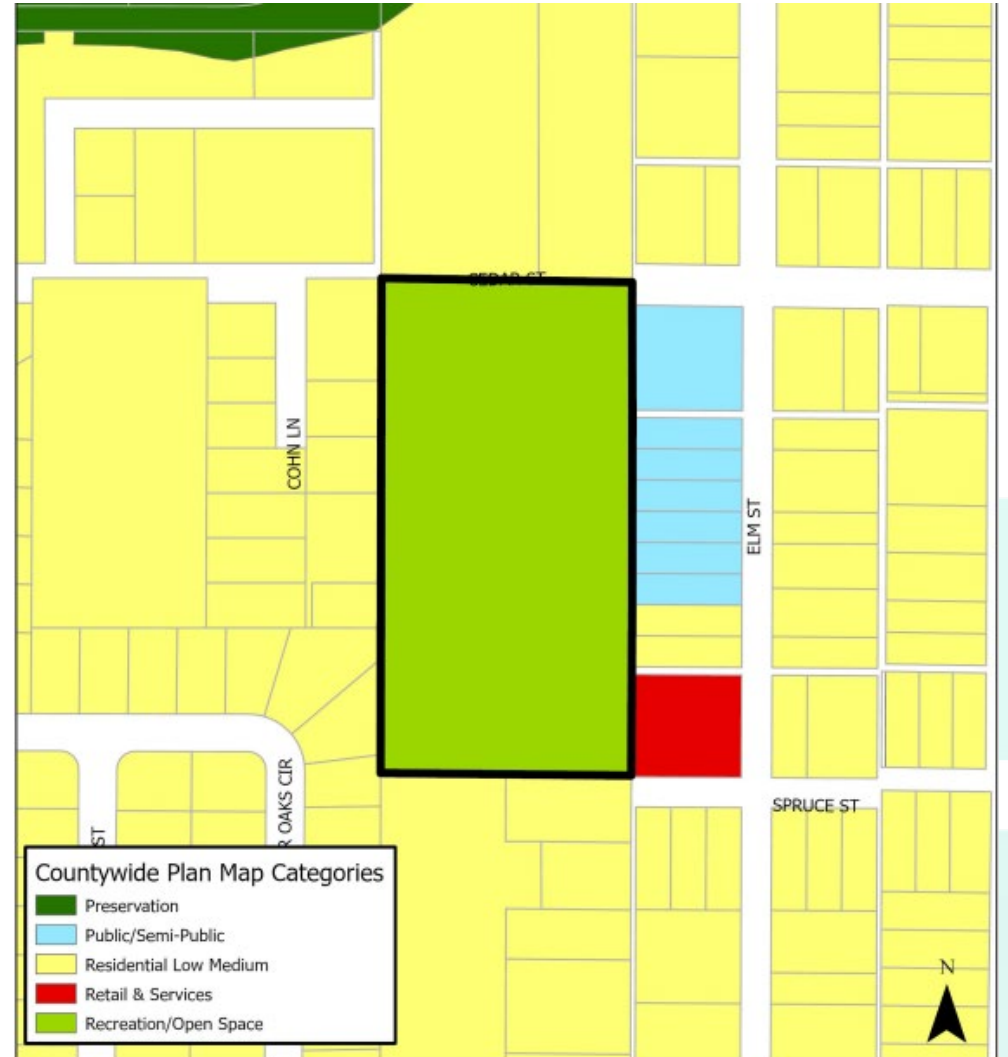 CEDAR ST
COHN LN
ELM ST
R OAKS CIR
SPRUCE ST
ST
Countywide Plan Map Categories
Preservation
Public/Semi-Public
Residential Low Medium
Retail & Services
Recreation/Open Space
N